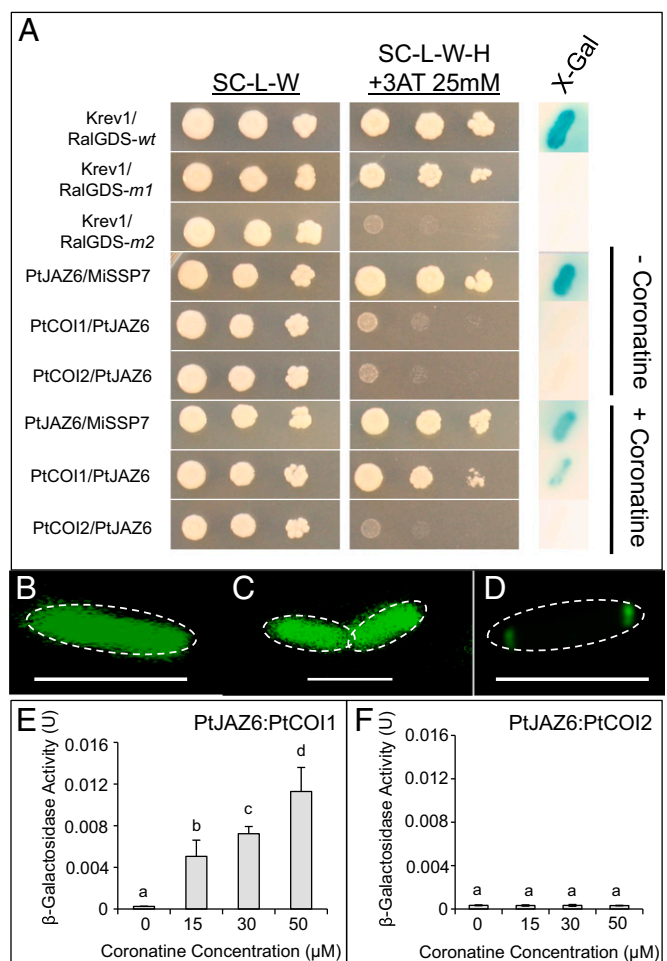 A
SC-L-W
SC-L-W-H
+3AT 25mM
X-Gal
Krev1/
RalGDS-wt
Krev1/
RalGDS-m1
Krev1/
RalGDS-m2
PtJAZ6/MiSSP7
PtCOI1/PtJAZ6
PtCOI2/PtJAZ6
- Coronatine
PtJAZ6/MiSSP7
PtCOI1/PtJAZ6
PtCOI2/PtJAZ6
+ Coronatine
B
C
D
E
PtJAZ6:PtCOI1
β-Galactosidase Activity (U)
0.016
0.012
0.008
0.004
0
a
b
c
d
0 15 30 50
Coronatine Concentration (μM)
F
PtJAZ6:PtCOI2
β-Galactosidase Activity (U)
0.016
0.012
0.008
0.004
0
a a a a
0 15 30 50
Coronatine Concentration (μM)